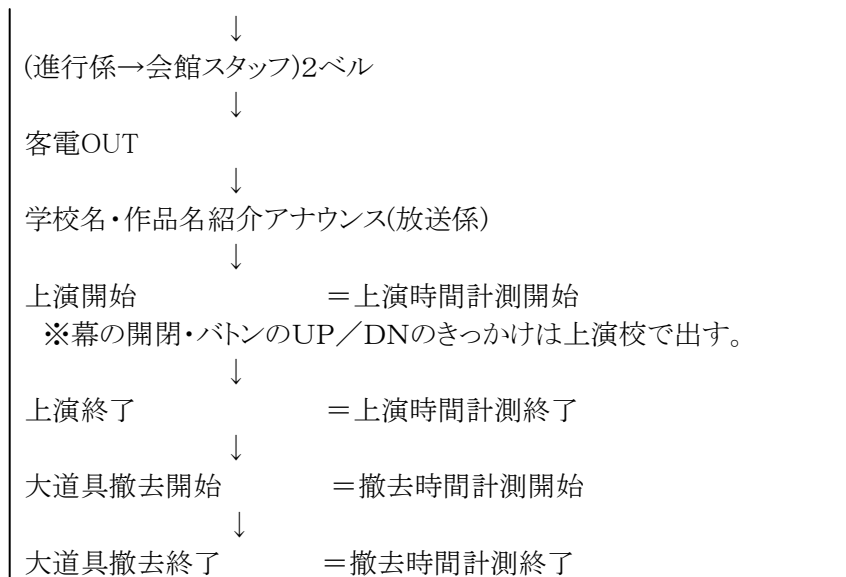 ↓
(進行係→会館スタッフ)2ベル
↓
客電OUT
↓
学校名・作品名紹介アナウンス(放送係)
↓
上演開始 ＝上演時間計測開始
※幕の開閉・バトンのUP／DNのきっかけは上演校で出す。
↓
上演終了 ＝上演時間計測終了
↓
大道具撤去開始 ＝撤去時間計測開始
↓
大道具撤去終了 ＝撤去時間計測終了